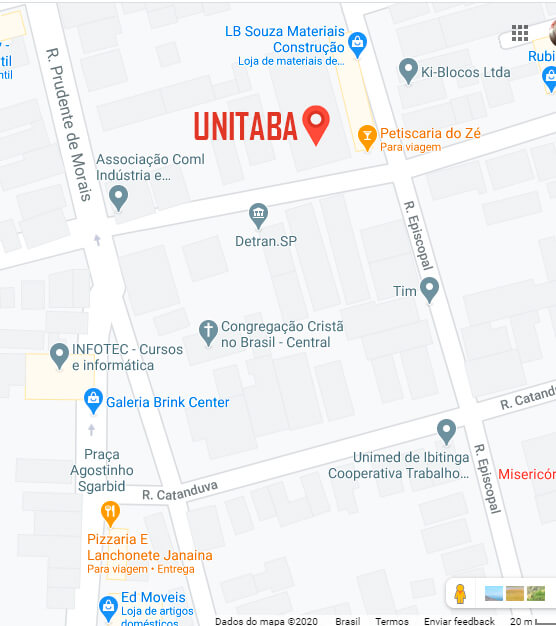 LB Souza Materiais
Construção
Loja de materiais de…
Ki-Blocos Ltda
Rubi
til
ntil
R. Prudente de Morais
UNITABA
Petiscaria do Zé
Para viagem
Associação Coml
Indústria e…
Detran.SP
R. Episcopal
Tim
Congregação Cristã
no Brasil - Central
INFOTEC - Cursos
e informática
Galeria Brink Center
R. Catandu
Praça
Agostinho
Sgarbid
Unimed de Ibitinga
Cooperativa Trabalho…
R. Episcopal
Misericór
R. Catanduva
Pizzaria E
Lanchonete Janaina
Para viagem • Entrega
Ed Moveis
Loja de artigos
domésticos
Dados do mapa ©2020 Brasil Termos Enviar feedback 20 m